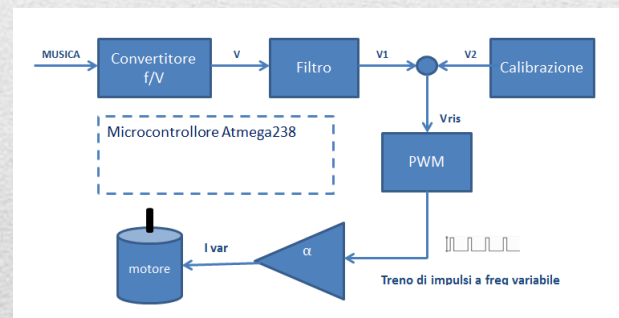 MUSICA
Convertitore
f/V
V
Filtro
V1
V2
Calibrazione
Vris
Microcontrollore Atmega238
PWM
I var
α
motore
Treno di impulsi a freq variabile